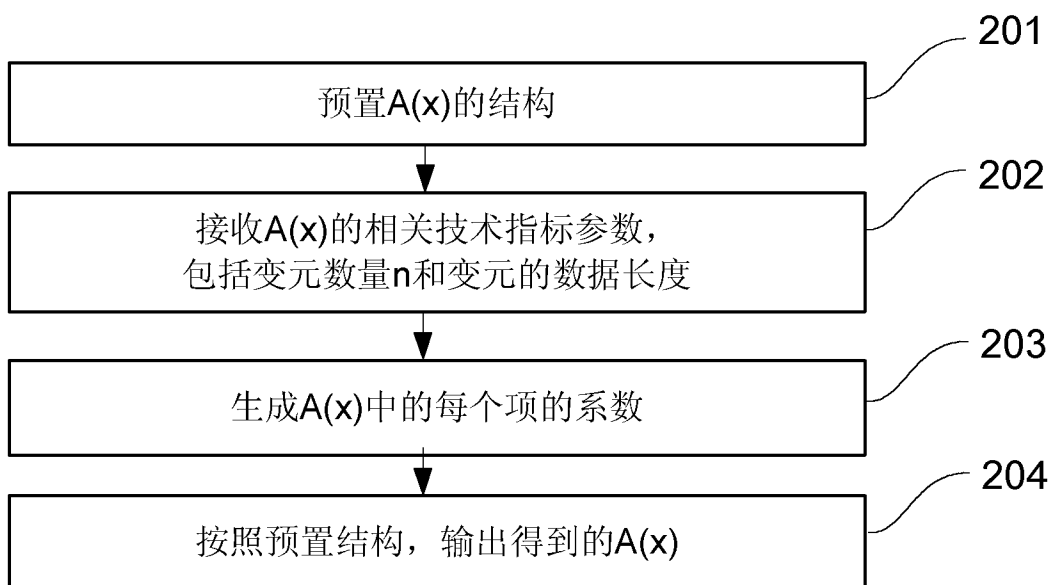 201
预置A(x)的结构
202
接收A(x)的相关技术指标参数，
包括变元数量n和变元的数据长度
203
生成A(x)中的每个项的系数
204
按照预置结构，输出得到的A(x)